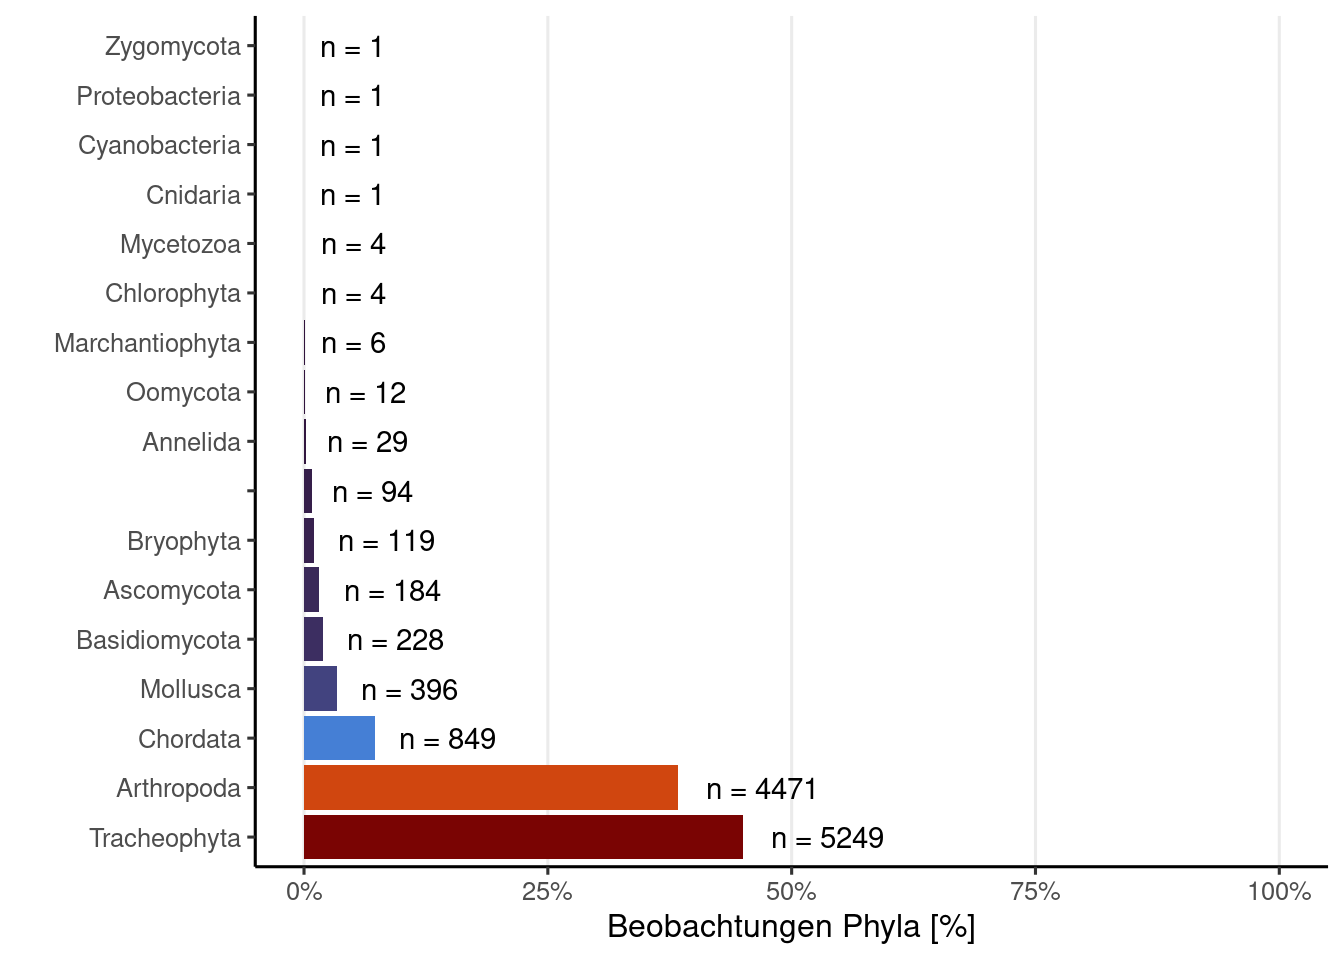 Zygomycota n = 1
Proteobacteria n = 1
Cyanobacteria n = 1
Cnidaria n = 1
Mycetozoa n = 4
Chlorophyta n = 4
Marchantiophyta n = 6
Oomycota n = 12
Annelida n = 29
n = 94
Bryophyta n = 119
Ascomycota n = 184
Basidiomycota n = 228
Mollusca n = 396
Chordata n = 849
Arthropoda n = 4471
Tracheophyta n = 5249
0% 25% 50% 75% 100%
Beobachtungen Phyla [%]